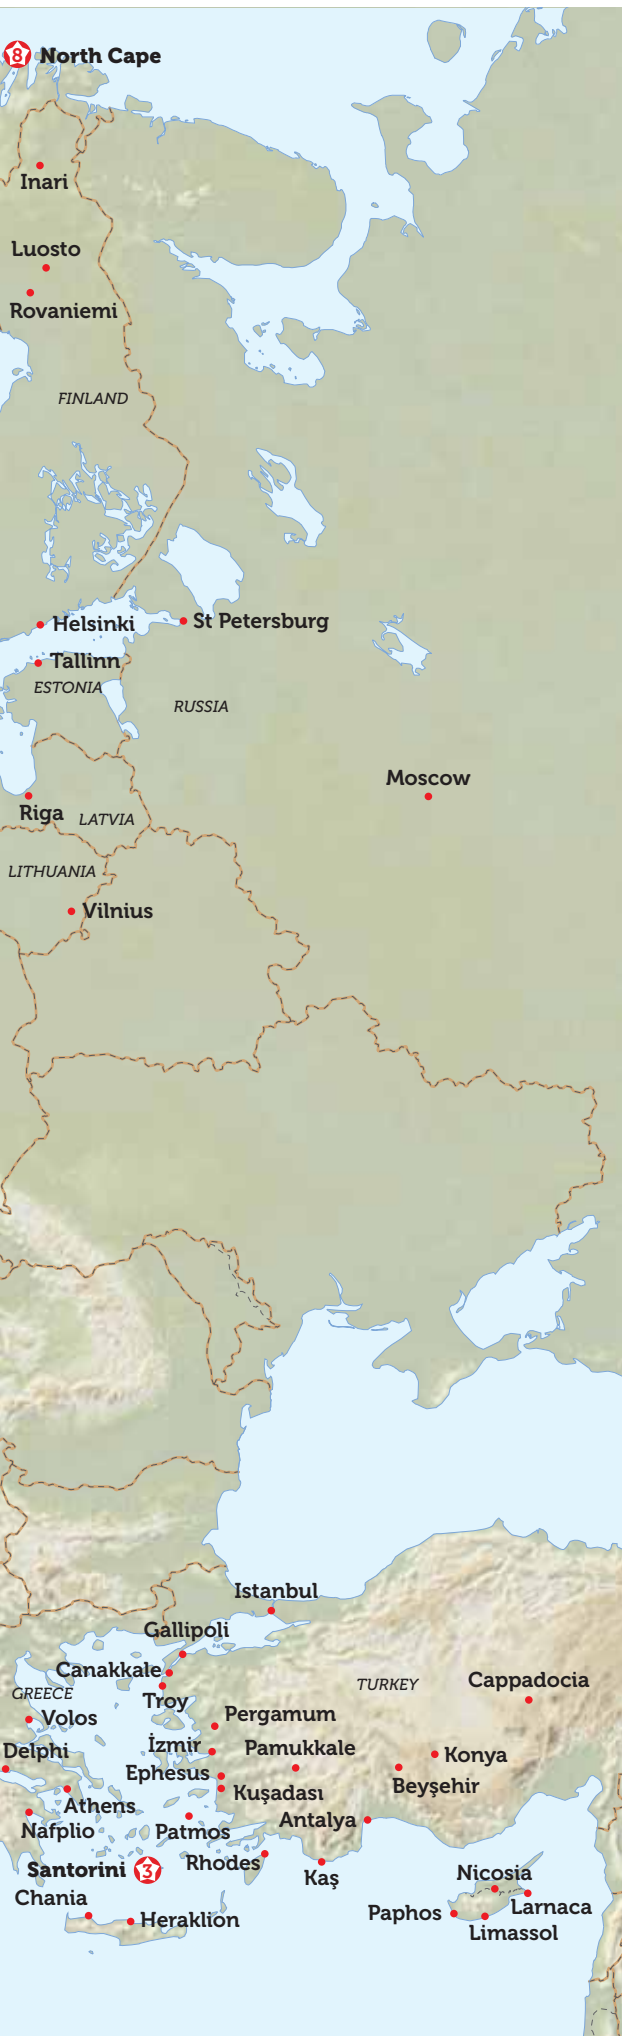 8 North Cape
Inari
Luosto
Rovaniemi
FINLAND
Helsinki
St Petersburg
Tallinn
ESTONIA
RUSSIA
Moscow
Riga
LATVIA
LITHUANIA
Vilnius
Istanbul
Gallipoli
Canakkale
TURKEY
Cappadocia
GREECE
Troy
Volos
Pergamum
İzmir
Pamukkale
Konya
Delphi
Ephesus
Beyşehir
Kuşadası
Athens
Antalya
Nafplio
Patmos
Santorini 3
Rhodes
Kaş
Nicosia
Chania
Larnaca
Paphos
Heraklion
Limassol